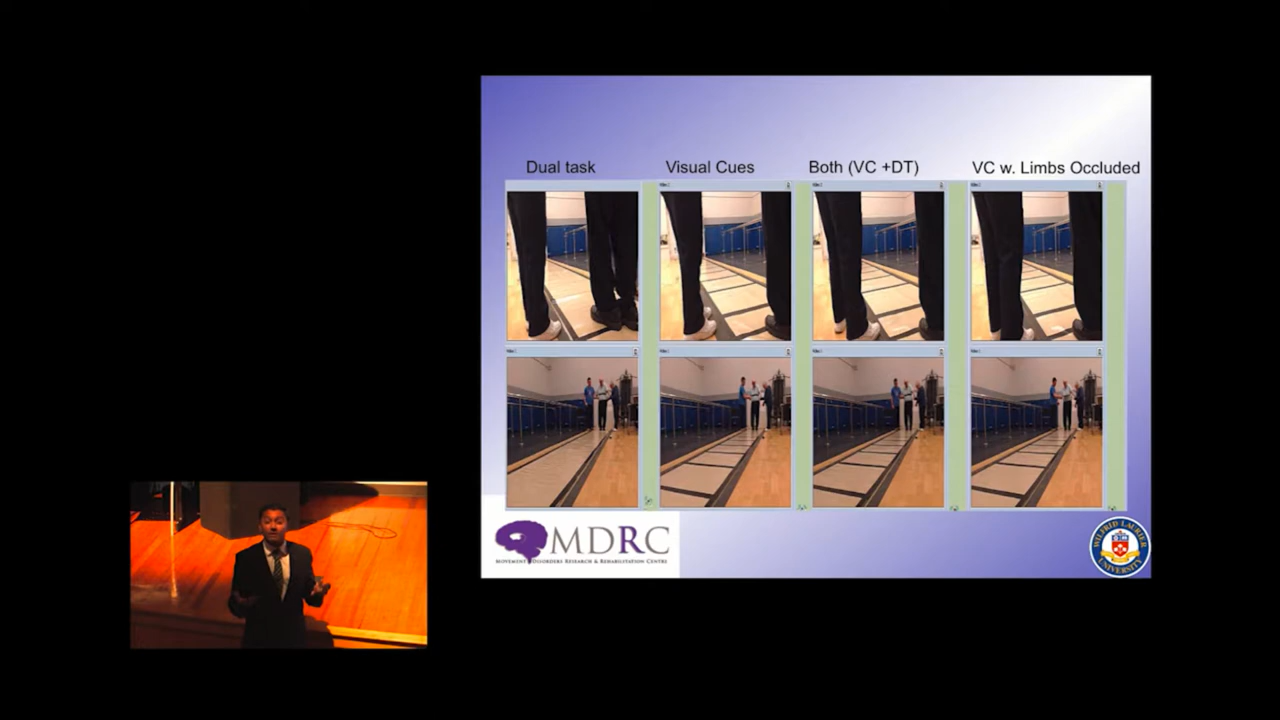 Dual task
Visual Cues
Both (VC +DT)
VC w. Limbs Occluded
MDRC
MOVEMENT DISORDERS RESEARCH & REHABILITATION CENTRE
WILFRID LAURIER
UNIVERSITY